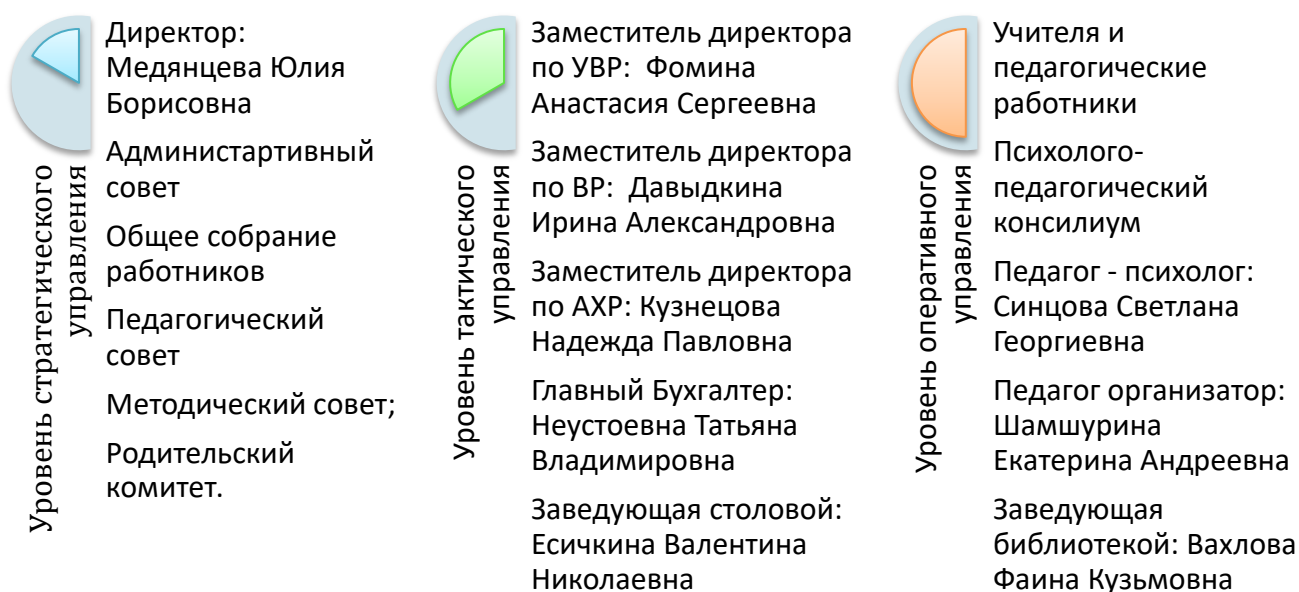 Уровень стратегического
управления
Директор:
Медянцева Юлия
Борисовна
Администартивный
совет
Общее собрание
работников
Педагогический
совет
Методический совет;
Родительский
комитет.
Уровень тактического
управления
Заместитель директора
по УВР: Фомина
Анастасия Сергеевна
Заместитель директора
по ВР: Давыдкина
Ирина Александровна
Заместитель директора
по АХР: Кузнецова
Надежда Павловна
Главный Бухгалтер:
Неустоевна Татьяна
Владимировна
Заведующая столовой:
Есичкина Валентина
Николаевна
Уровень оперативного
управления
Учителя и
педагогические
работники
Психолого-
педагогический
консилиум
Педагог - психолог:
Синцова Светлана
Георгиевна
Педагог организатор:
Шамшурина
Екатерина Андреевна
Заведующая
библиотекой: Вахлова
Фаина Кузьмовна